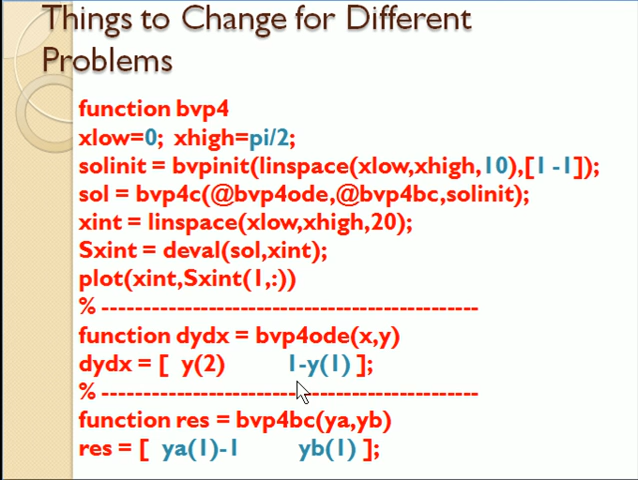 Things to Change for Different
Problems
function bvp4
xlow=0; xhigh=pi/2;
solinit = bvpinit(linspace(xlow,xhigh,10),[1 -1]);
sol = bvp4c(@bvp4ode,@bvp4bc,solinit);
xint = linspace(xlow,xhigh,20);
Sxint = deval(sol,xint);
plot(xint,Sxint(1,:))
% -----------------------------------------------
function dydx = bvp4ode(x,y)
dydx = [ y(2) 1-y(1) ];
% -----------------------------------------------
function res = bvp4bc(ya,yb)
res = [ ya(1)-1 yb(1) ];